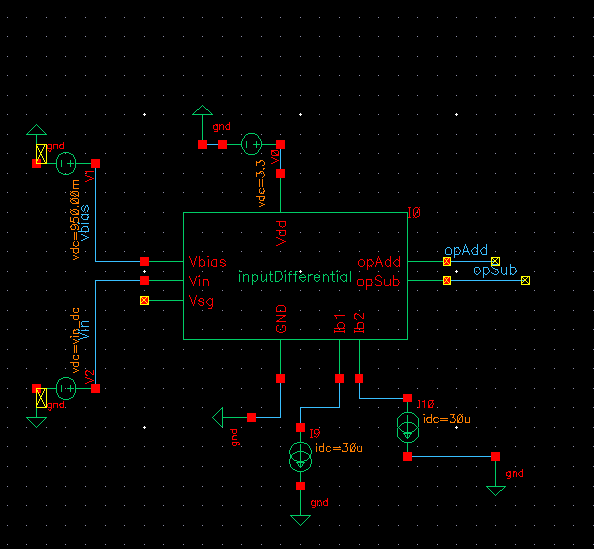 gnd
gnd
V0
vdc=3.3
V1
vdc=950.00m
Vbias
I0
Vdd
Vbias
Vin
Vsg
inputDifferential
opAdd
opSub
opAdd
opSub
GND
Ib1
Ib2
vdc=vin_dc
Vin
V2
gnd
gnd
I9
idc=30u
gnd
I10
idc=30u
gnd